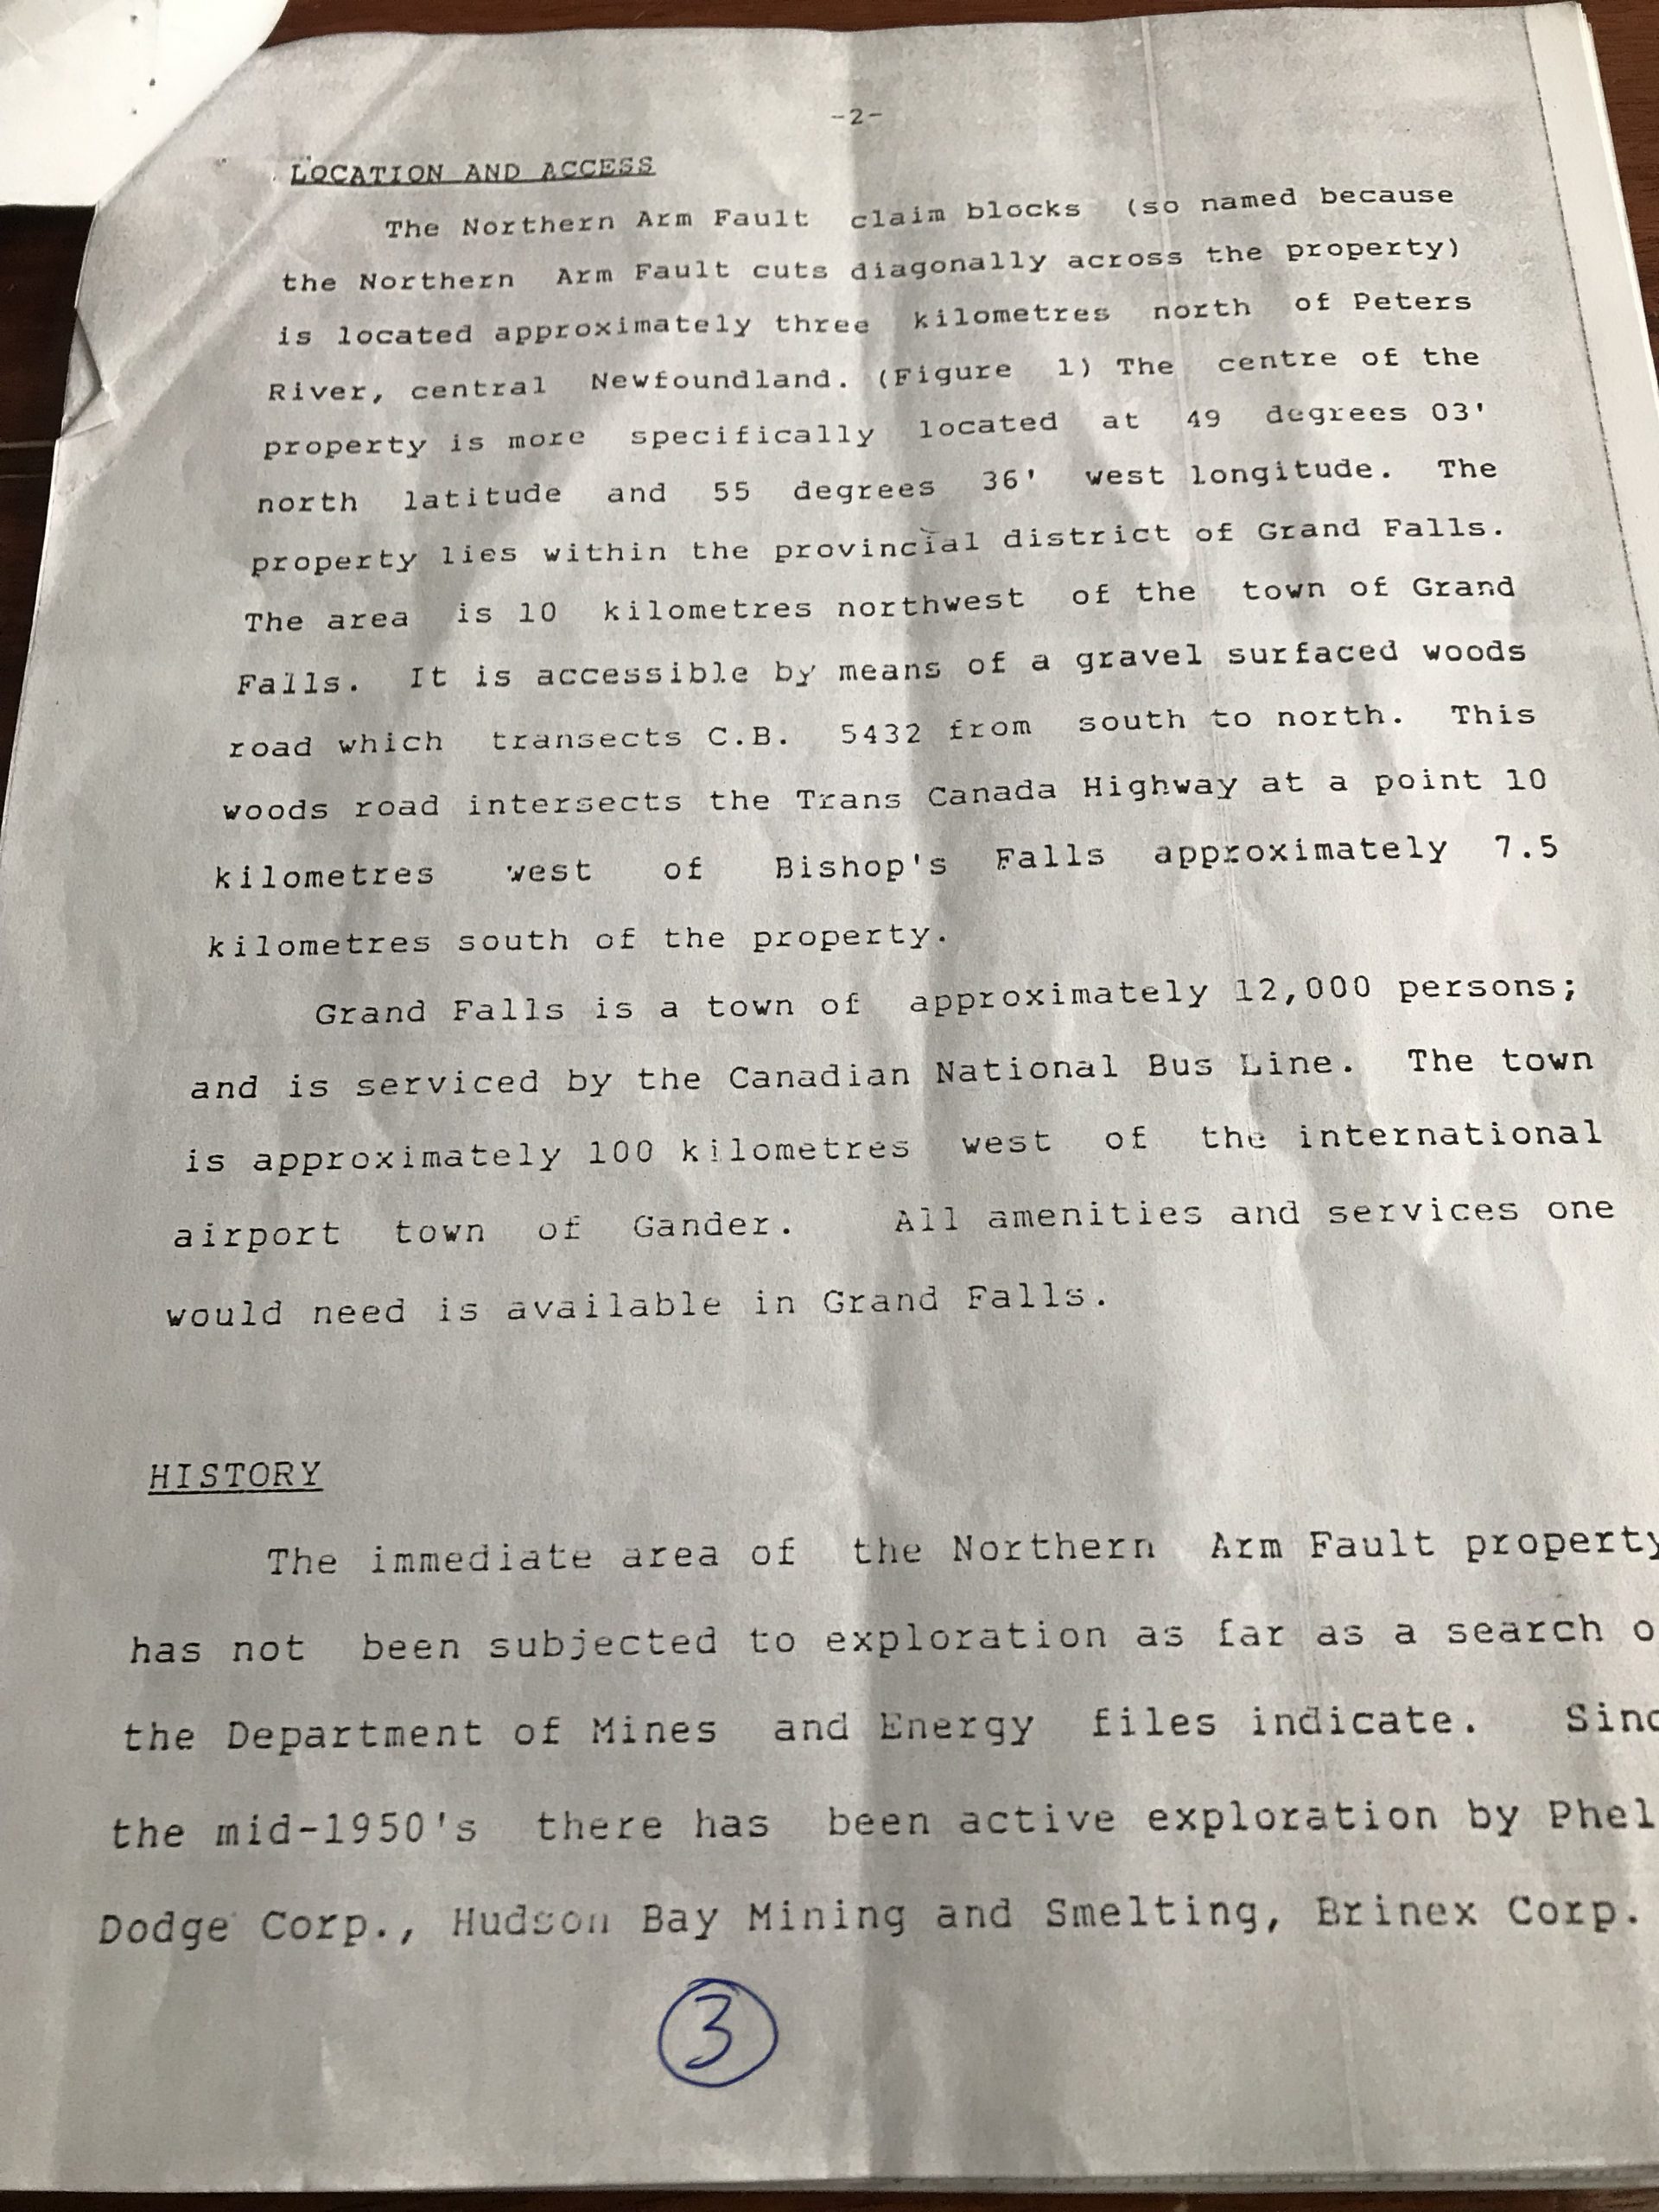 -2-
LOCATION AND ACCESS
The Northern Arm Fault claim blocks (so named because
the Northern Arm Fault cuts diagonally across the property)
is located approximately three kilometres north of Peters
River, central Newfoundland. (Figure 1) The centre of the
property is more specifically located at 49 degrees 03'
north latitude and 55 degrees 36' west longitude. The
property lies within the provincial district of Grand Falls.
The area is 10 kilometres northwest of the town of Grand
Falls. It is accessible by means of a gravel surfaced woods
road which transects C.B. 5432 from south to north. This
woods road intersects the Trans Canada Highway at a point 10
kilometres west of Bishop's Falls approximately 7.5
kilometres south of the property.
Grand Falls is a town of approximately 12,000 persons;
and is serviced by the Canadian National Bus Line. The town
is approximately 100 kilometres west of the international
airport town of Gander. All amenities and services one
would need is available in Grand Falls.
HISTORY
The immediate area of the Northern Arm Fault property
has not been subjected to exploration as far as a search o
the Department of Mines and Energy files indicate. Sinc
the mid-1950's there has been active exploration by Phel
Dodge Corp., Hudson Bay Mining and Smelting, Brinex Corp.
3